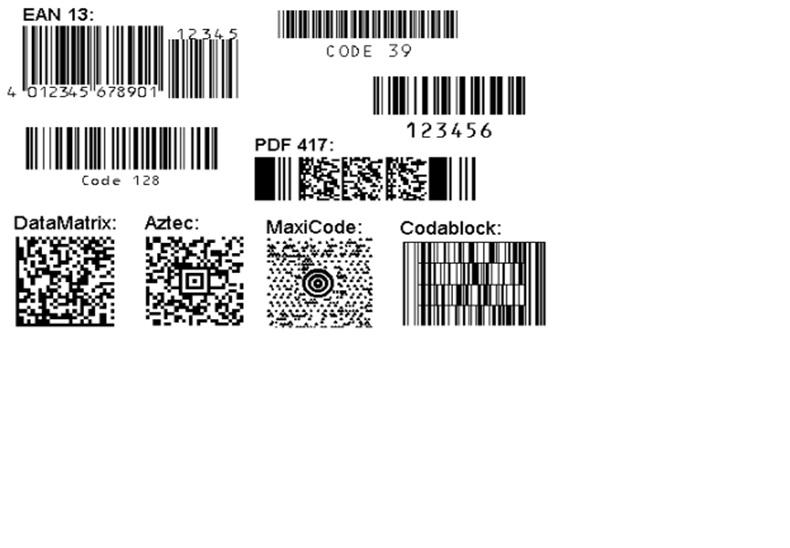 EAN 13:
12345
4 012345 678901
CODE 39
123456
Code 128
PDF 417:
DataMatrix:
Aztec:
MaxiCode:
Codablock: